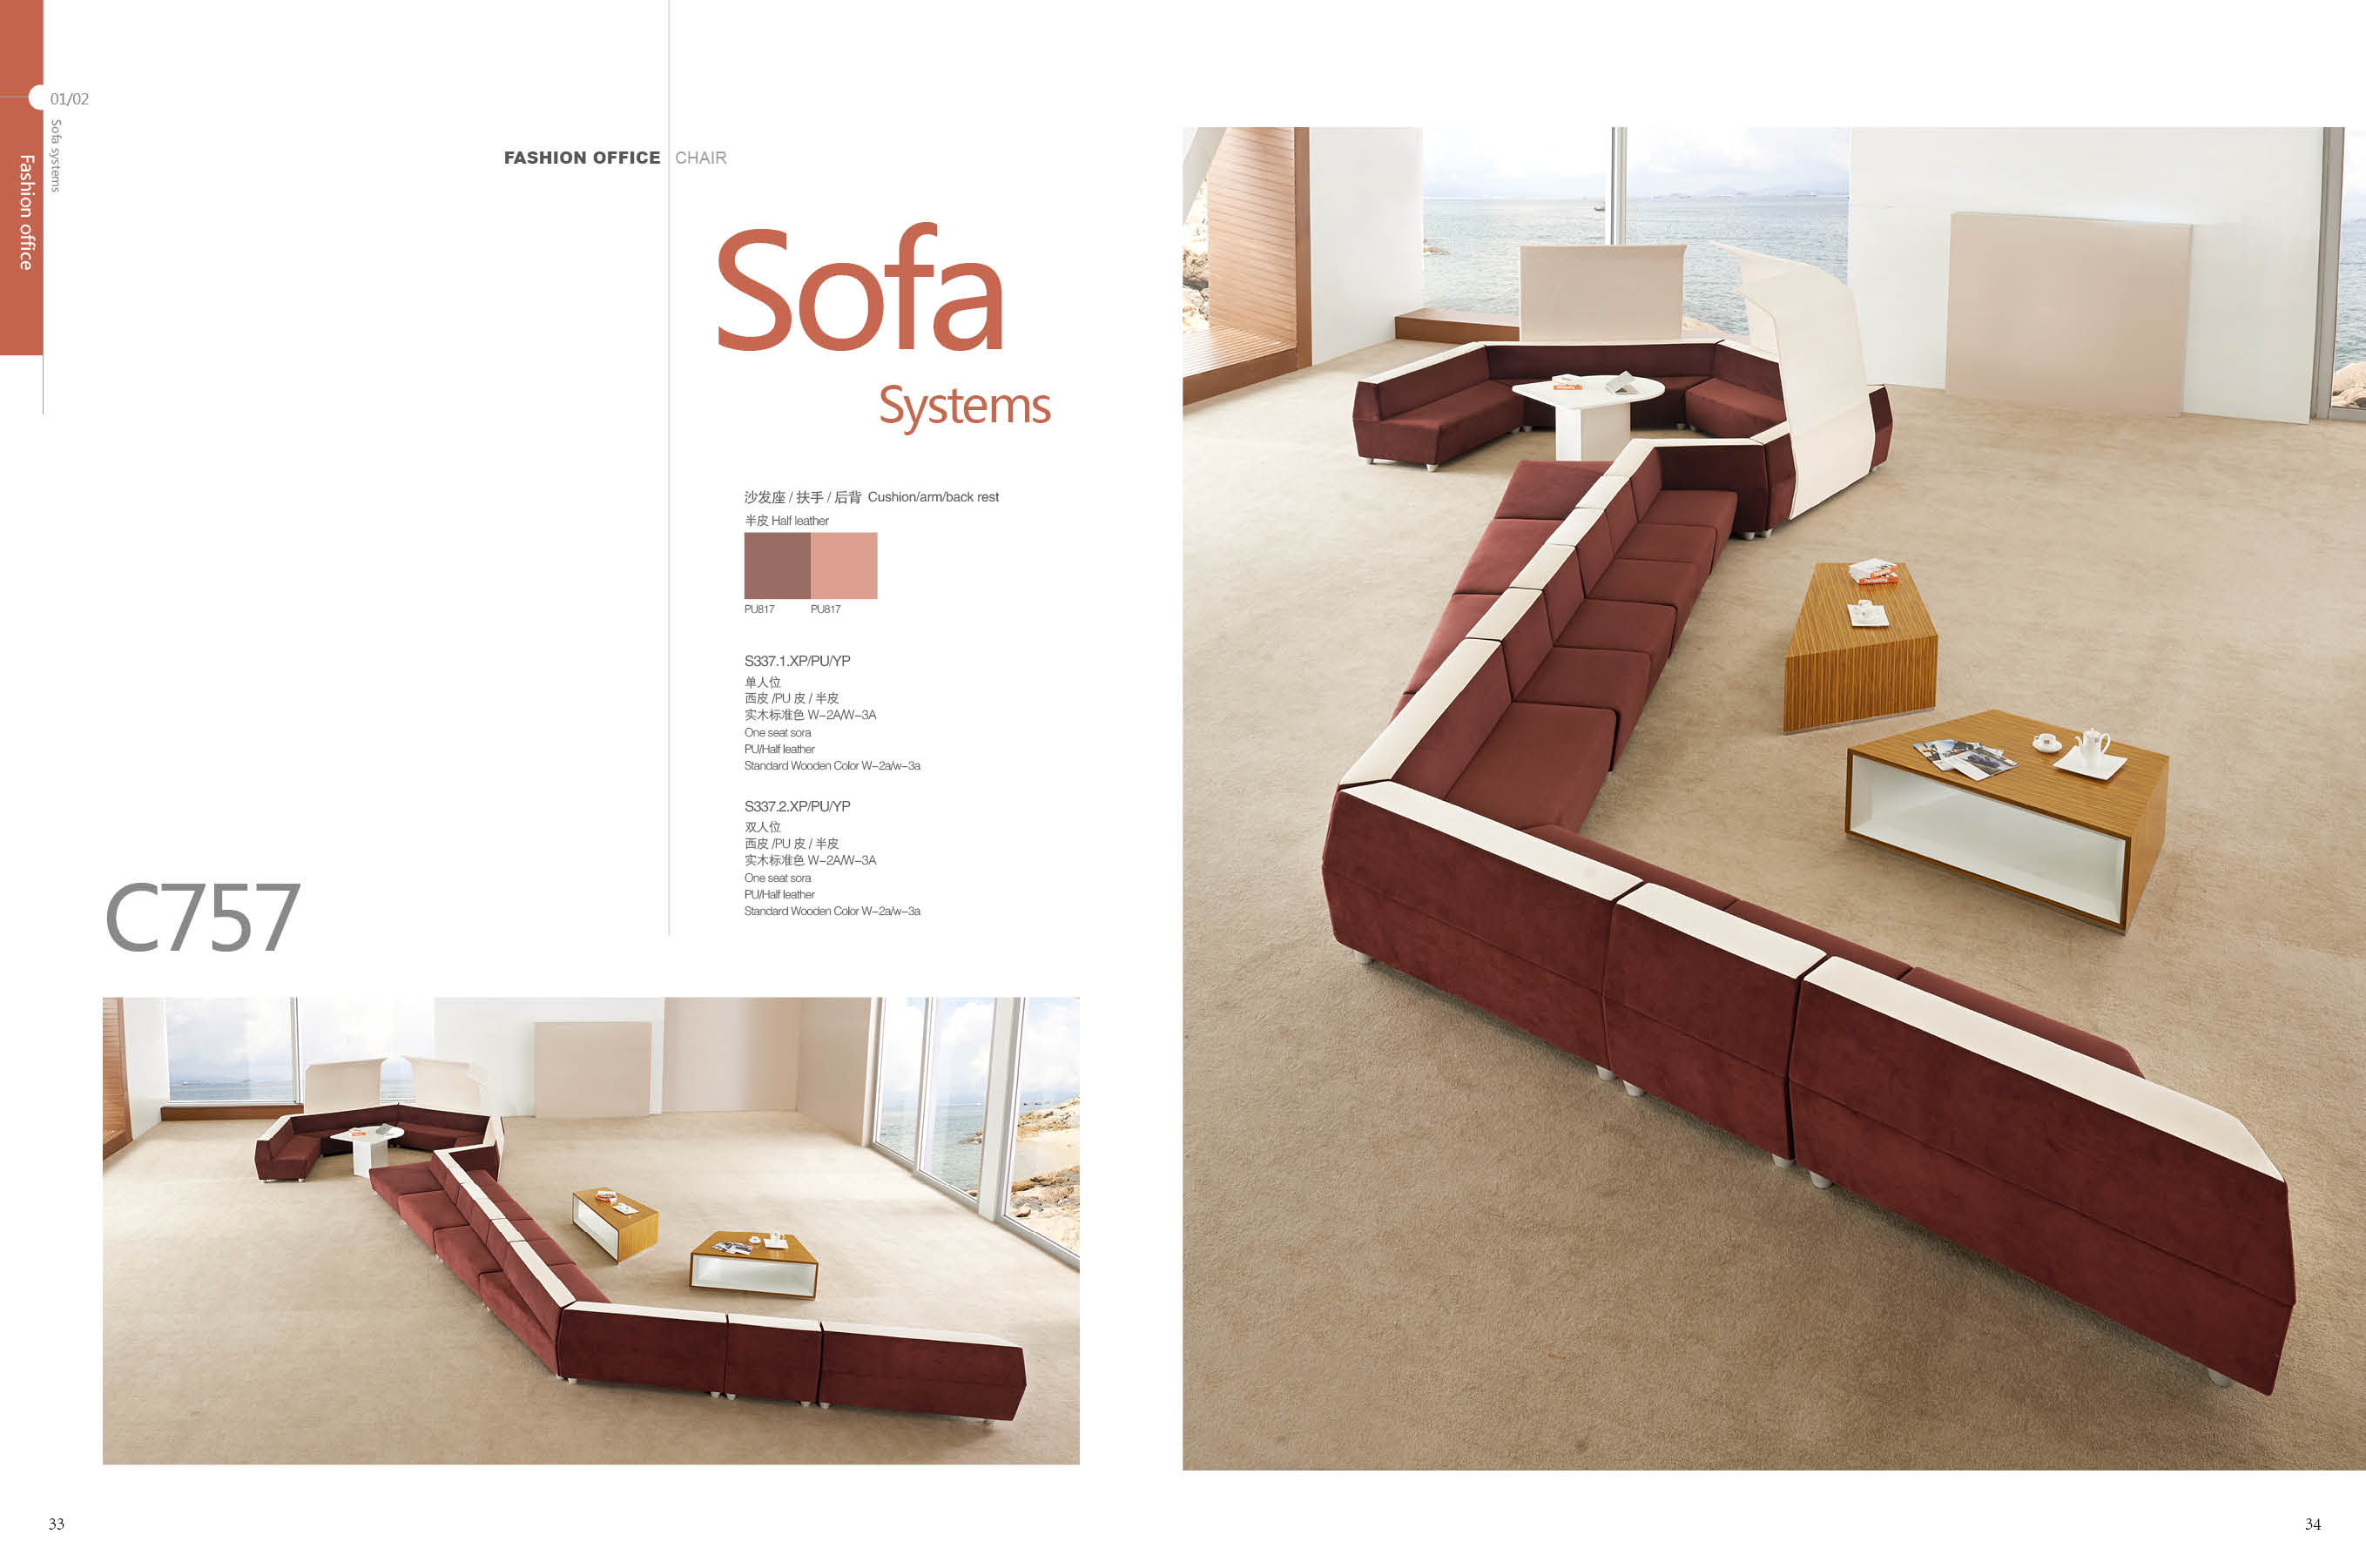 01/02
Sofa systems
Fashion office
FASHION OFFICE CHAIR
Sofa
Systems
沙发座 / 扶手 / 后背 Cushion/arm/back rest
半皮 Half leather
PU817 PU817
S337.1.XP/PU/YP
单人位
西皮 /PU 皮 / 半皮
实木标准色 W-2A/W-3A
One seat sora
PU/Half leather
Standard Wooden Color W-2a/w-3a
S337.2.XP/PU/YP
双人位
西皮 /PU 皮 / 半皮
实木标准色 W-2A/W-3A
One seat sora
PU/Half leather
Standard Wooden Color W-2a/w-3a
C757
33
34